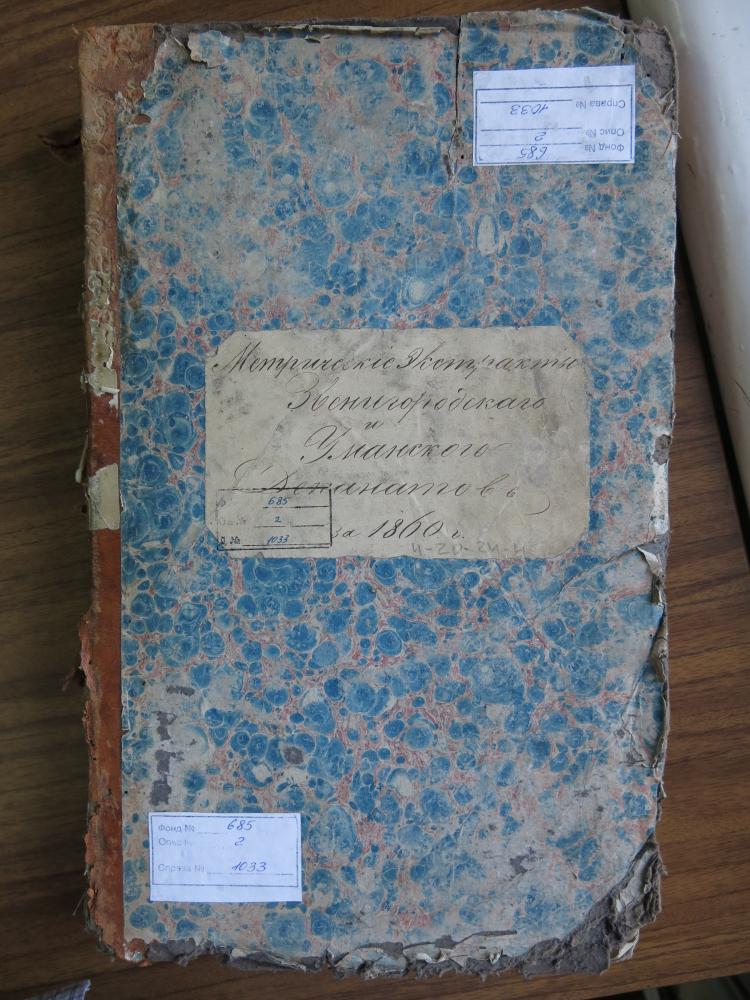 Фонд № 685
Опис № 2
Справа № 1033
Метрическіе Экстракты
Звенигородскаго
и
Уманского
Деканатовъ
за 1860 г.
685
2
1033
Фонд № 685
Опис № 2
Справа № 1033